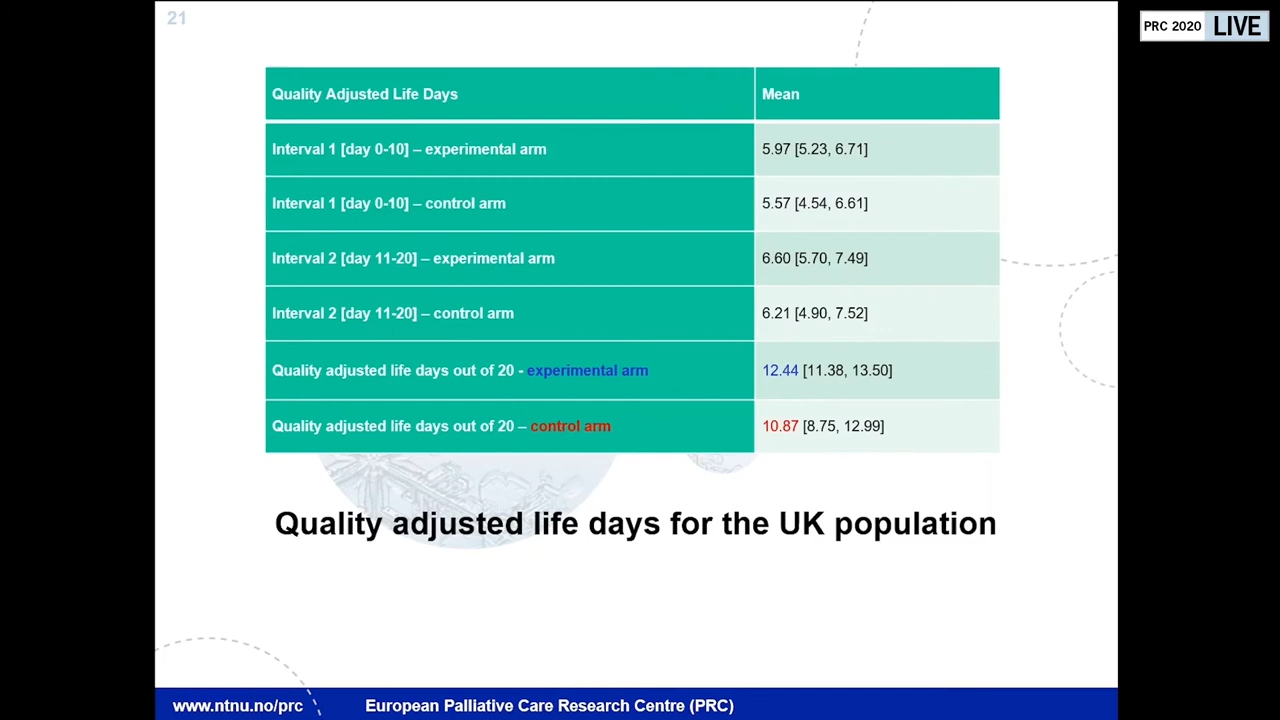 21
PRC 2020 LIVE
Quality Adjusted Life Days Mean
Interval 1 [day 0-10] – experimental arm 5.97 [5.23, 6.71]
Interval 1 [day 0-10] – control arm 5.57 [4.54, 6.61]
Interval 2 [day 11-20] – experimental arm 6.60 [5.70, 7.49]
Interval 2 [day 11-20] – control arm 6.21 [4.90, 7.52]
Quality adjusted life days out of 20 - experimental arm 12.44 [11.38, 13.50]
Quality adjusted life days out of 20 – control arm 10.87 [8.75, 12.99]
Quality adjusted life days for the UK population
www.ntnu.no/prc European Palliative Care Research Centre (PRC)